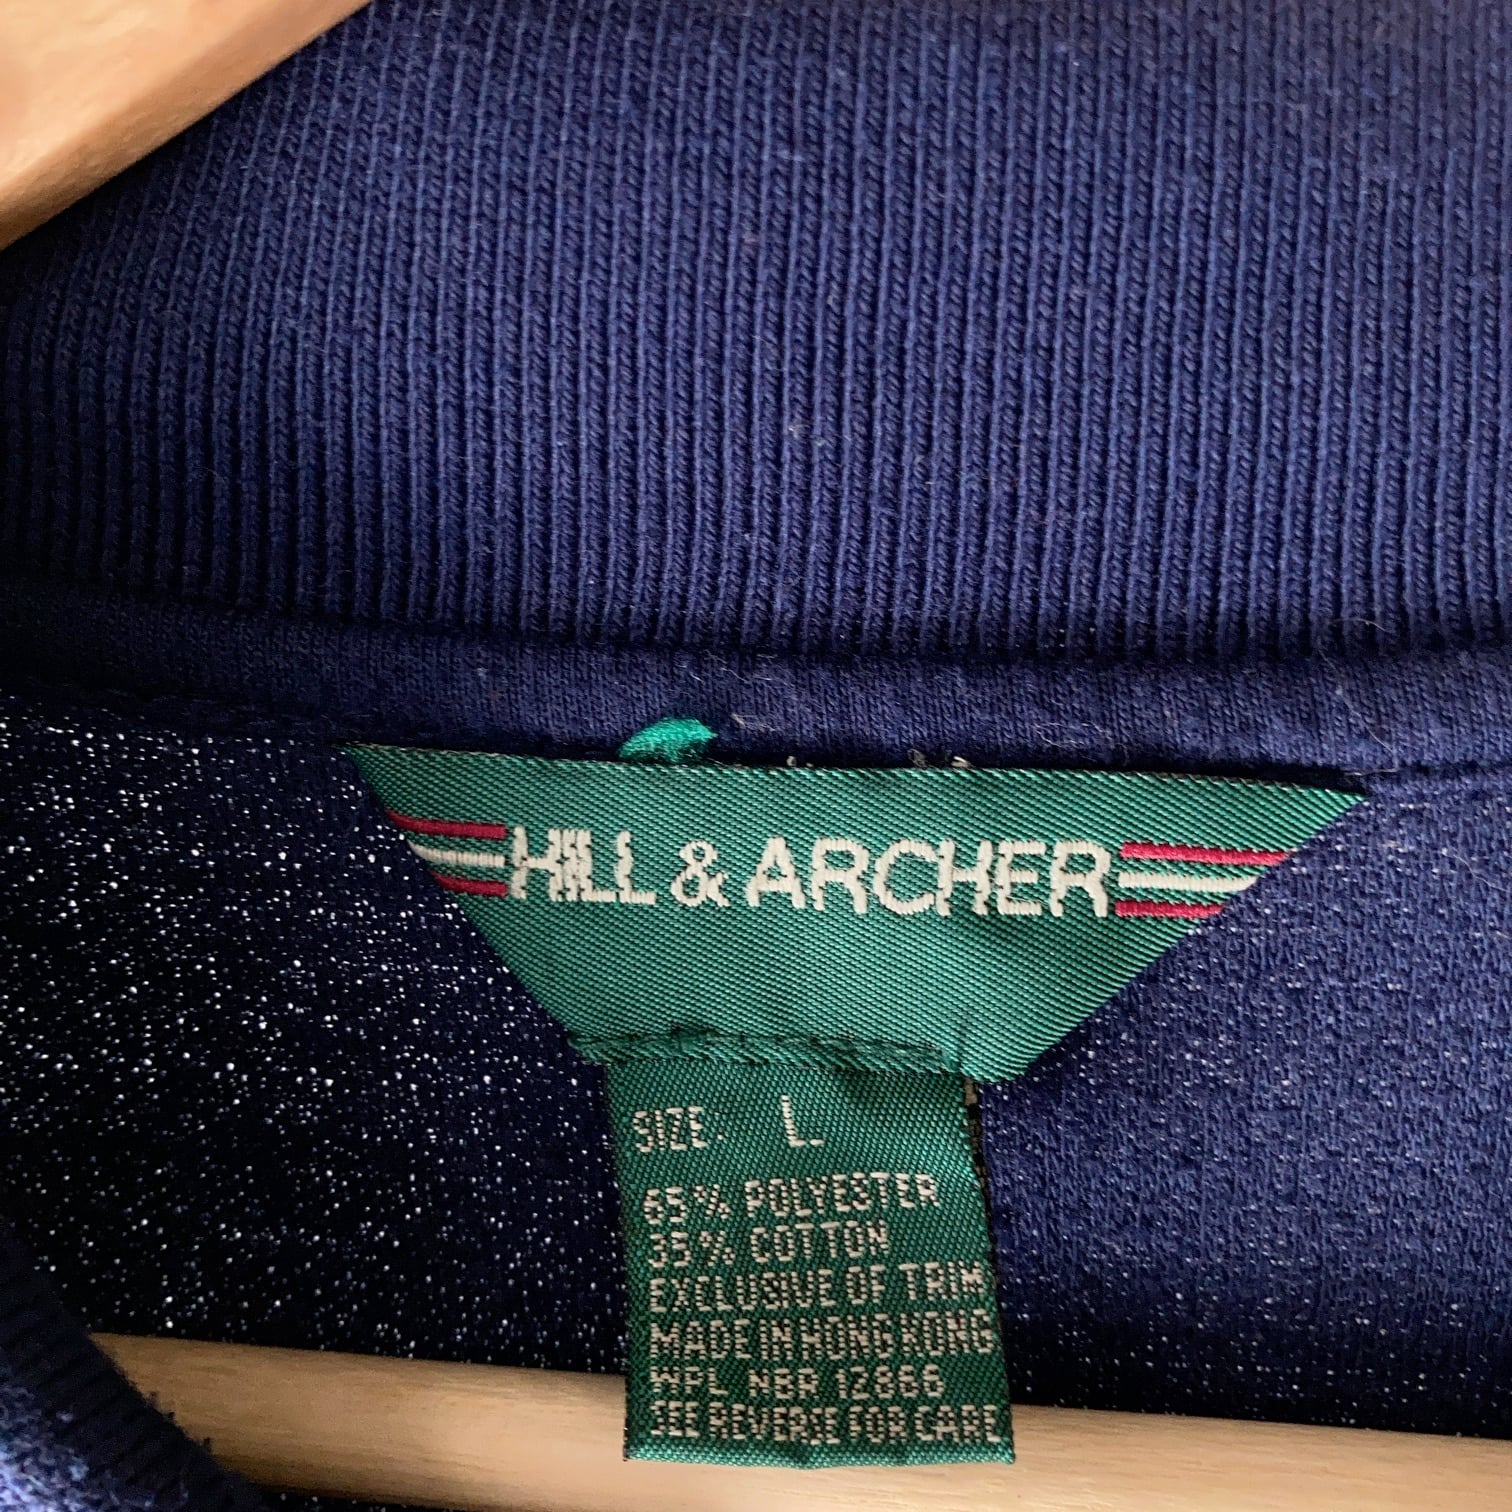 HILL & ARCHER
SIZE: L
65% POLYESTER
35% COTTON
EXCLUSIVE OF TRIM
MADE IN HONG KONG
WPL NBR 12866
SEE REVERSE FOR CARE